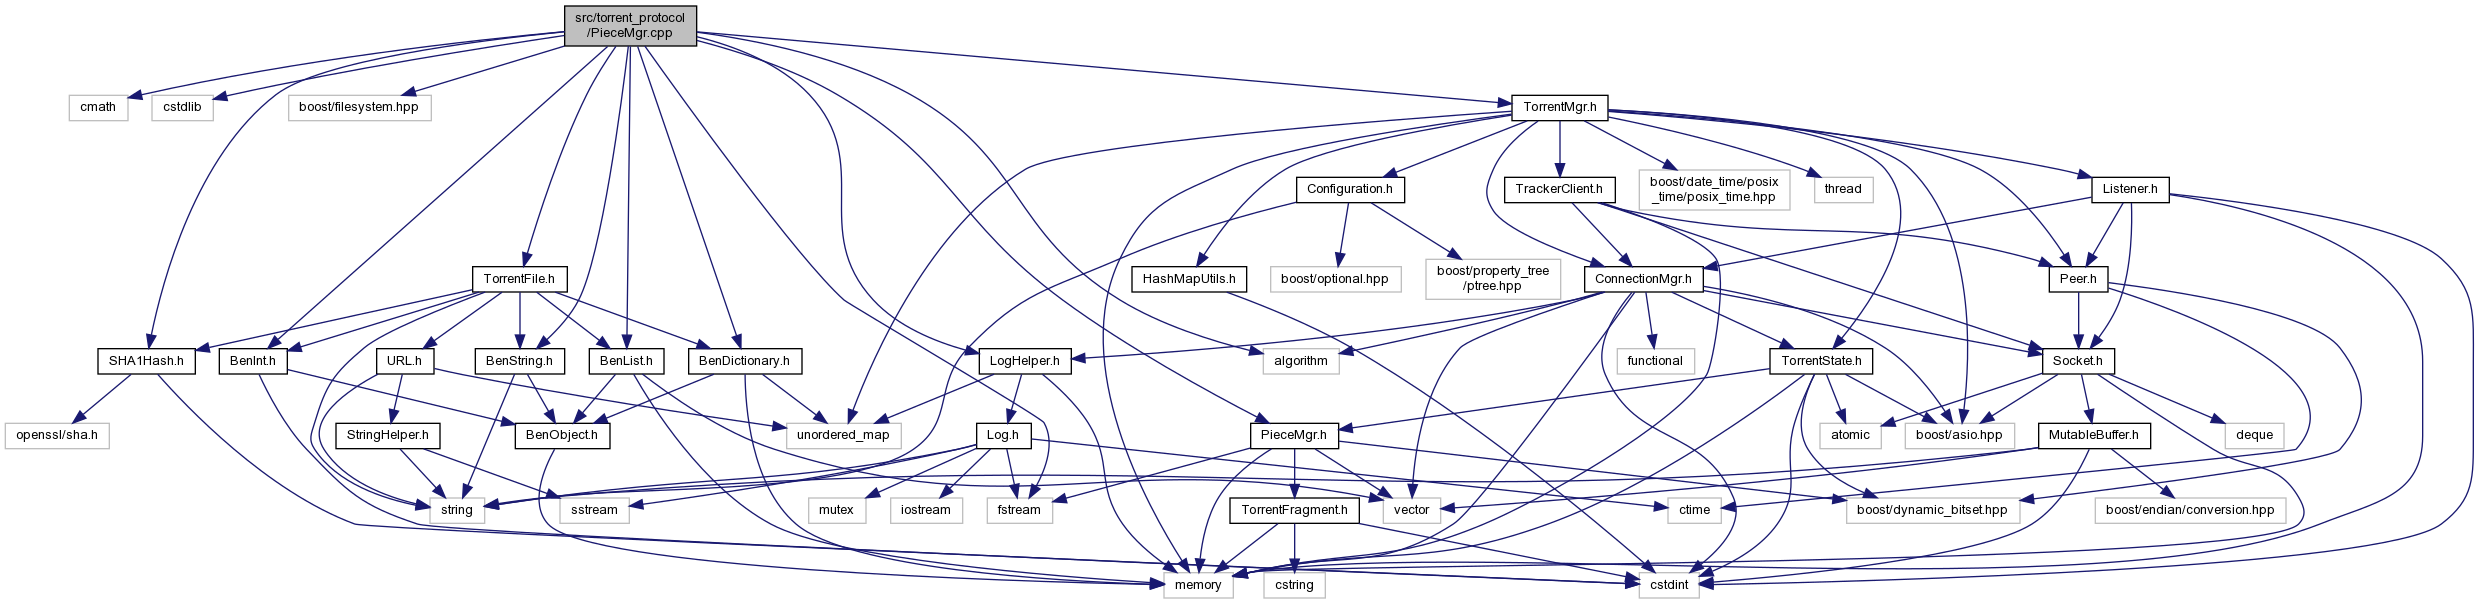 src/torrent_protocol
/PieceMgr.cpp
cmath
cstdlib
boost/filesystem.hpp
TorrentMgr.h
Configuration.h
TrackerClient.h
boost/date_time/posix
_time/posix_time.hpp
thread
Listener.h
TorrentFile.h
HashMapUtils.h
boost/optional.hpp
boost/property_tree
/ptree.hpp
ConnectionMgr.h
Peer.h
SHA1Hash.h
BenInt.h
URL.h
BenString.h
BenList.h
BenDictionary.h
LogHelper.h
algorithm
functional
TorrentState.h
Socket.h
openssl/sha.h
StringHelper.h
BenObject.h
unordered_map
Log.h
PieceMgr.h
atomic
boost/asio.hpp
MutableBuffer.h
deque
string
sstream
mutex
iostream
fstream
TorrentFragment.h
vector
ctime
boost/dynamic_bitset.hpp
boost/endian/conversion.hpp
memory
cstring
cstdint